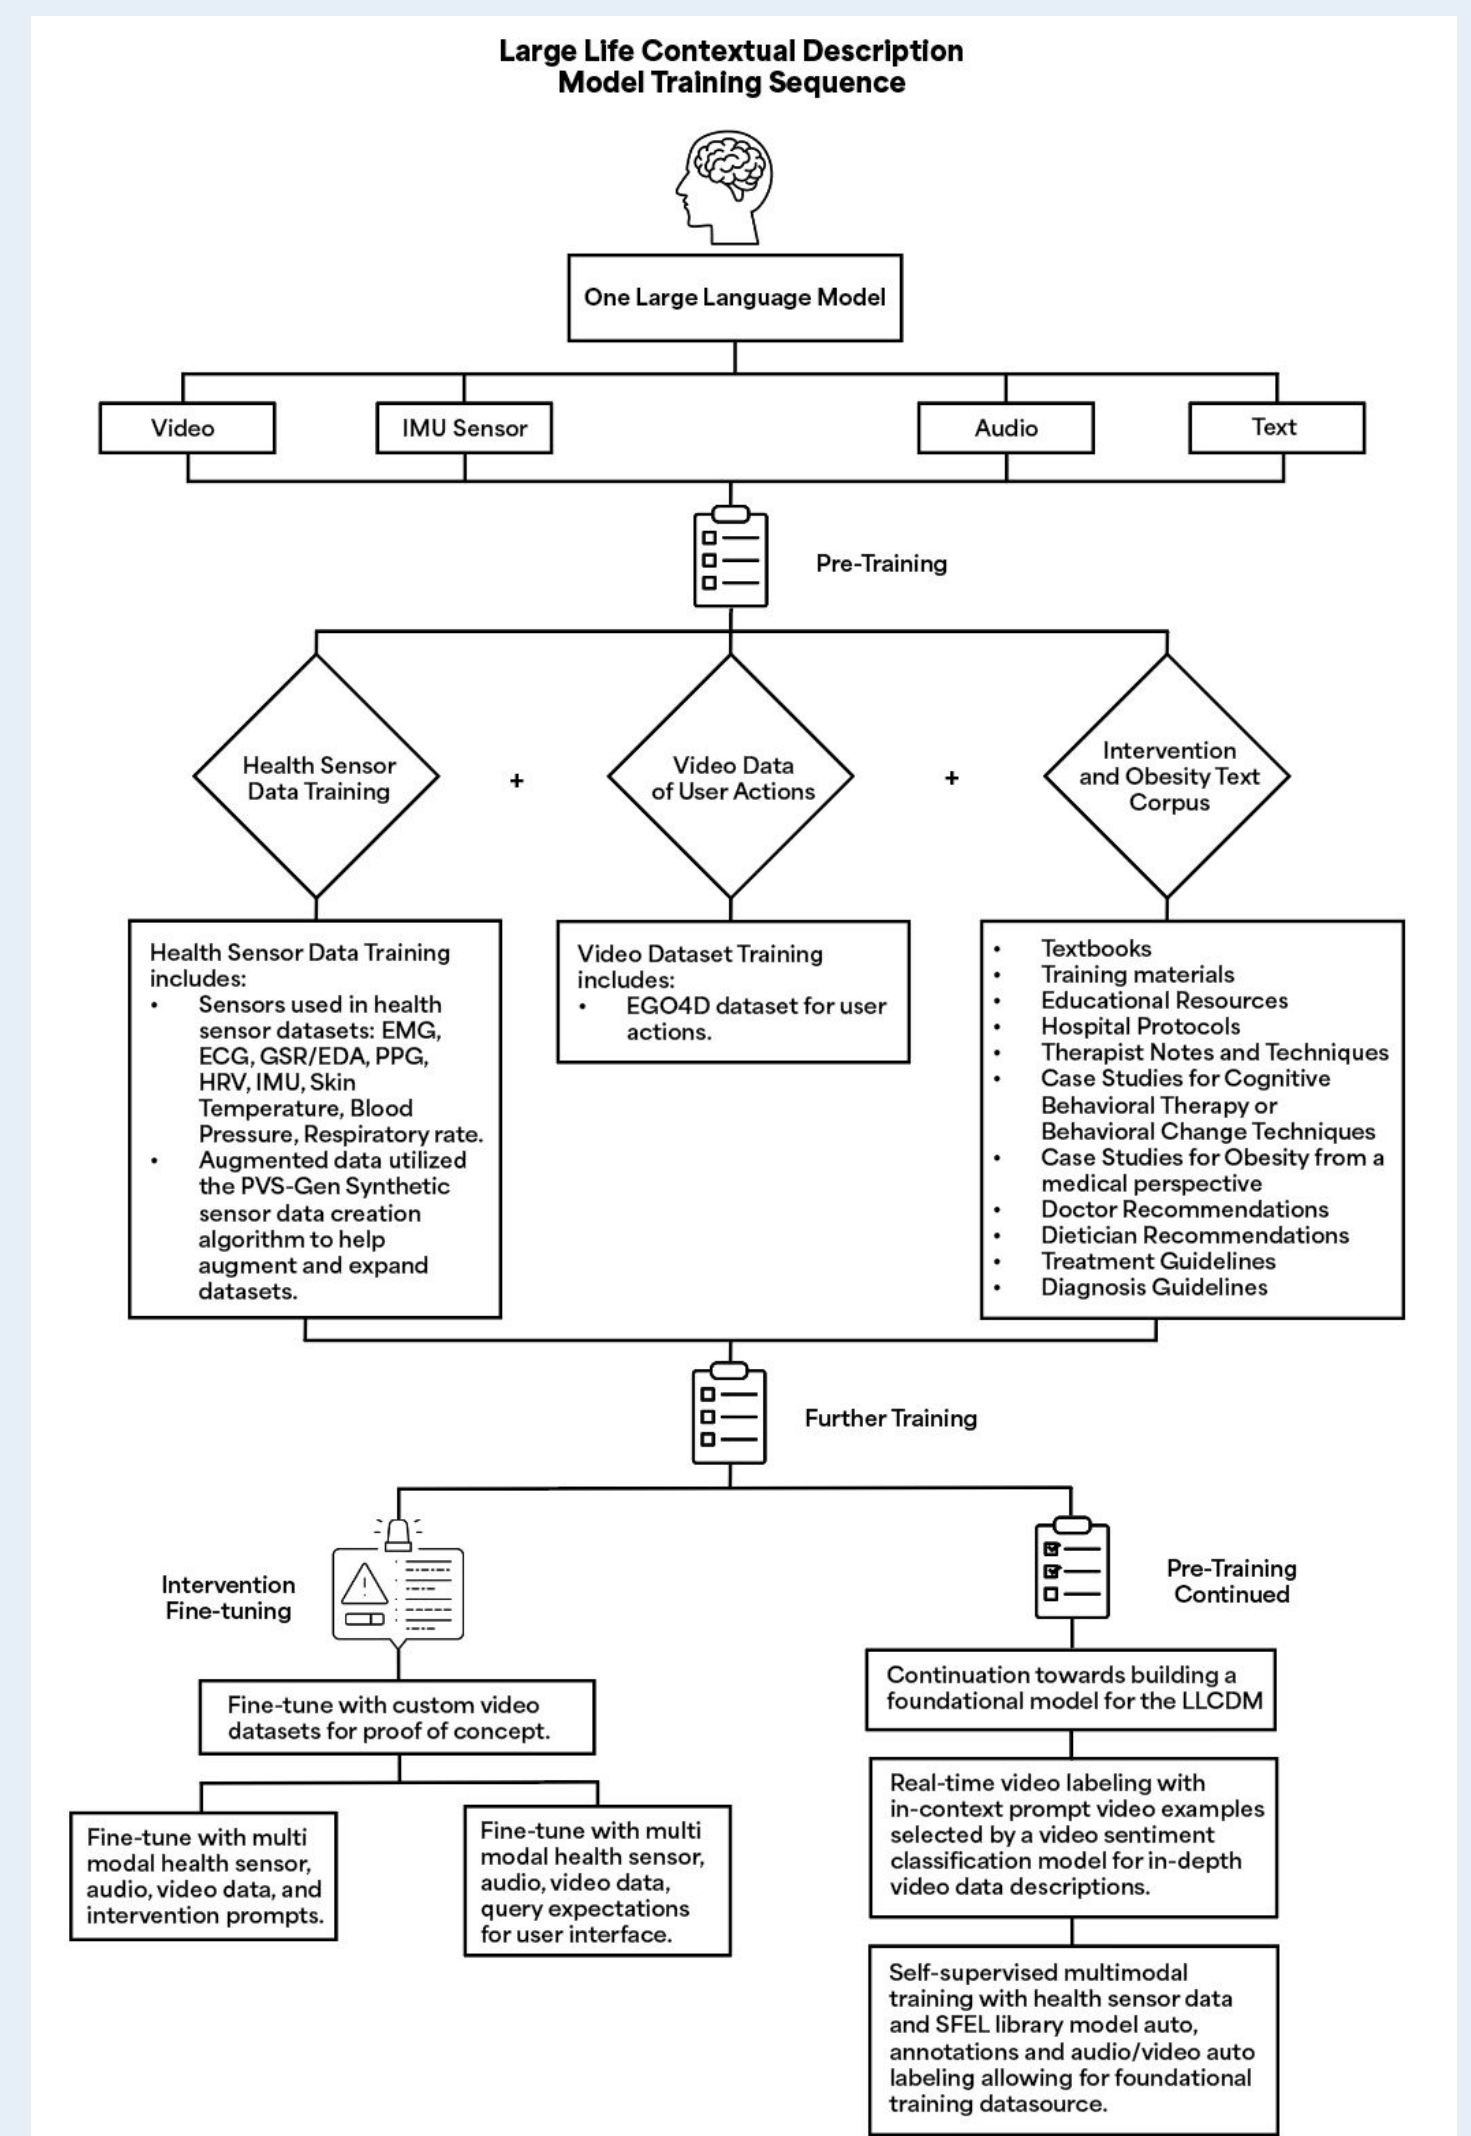 Large Life Contextual Description
Model Training Sequence
One Large Language Model
Video
IMU Sensor
Audio
Text
Pre-Training
Health Sensor
Data Training
+
Video Data
of User Actions
+
Intervention
and Obesity Text
Corpus
Health Sensor Data Training
includes:
• Sensors used in health
sensor datasets: EMG,
ECG, GSR/EDA, PPG,
HRV, IMU, Skin
Temperature, Blood
Pressure, Respiratory rate.
• Augmented data utilized
the PVS-Gen Synthetic
sensor data creation
algorithm to help
augment and expand
datasets.
Video Dataset Training
includes:
• EGO4D dataset for user
actions.
• Textbooks
• Training materials
• Educational Resources
• Hospital Protocols
• Therapist Notes and Techniques
• Case Studies for Cognitive
Behavioral Therapy or
Behavioral Change Techniques
• Case Studies for Obesity from a
medical perspective
• Doctor Recommendations
• Dietician Recommendations
• Treatment Guidelines
• Diagnosis Guidelines
Further Training
Intervention
Fine-tuning
Fine-tune with custom video
datasets for proof of concept.
Fine-tune with multi
modal health sensor,
audio, video data, and
intervention prompts.
Fine-tune with multi
modal health sensor,
audio, video data,
query expectations
for user interface.
Pre-Training
Continued
Continuation towards building a
foundational model for the LLCDM
Real-time video labeling with
in-context prompt video examples
selected by a video sentiment
classification model for in-depth
video data descriptions.
Self-supervised multimodal
training with health sensor data
and SFEL library model auto,
annotations and audio/video auto
labeling allowing for foundational
training datasource.